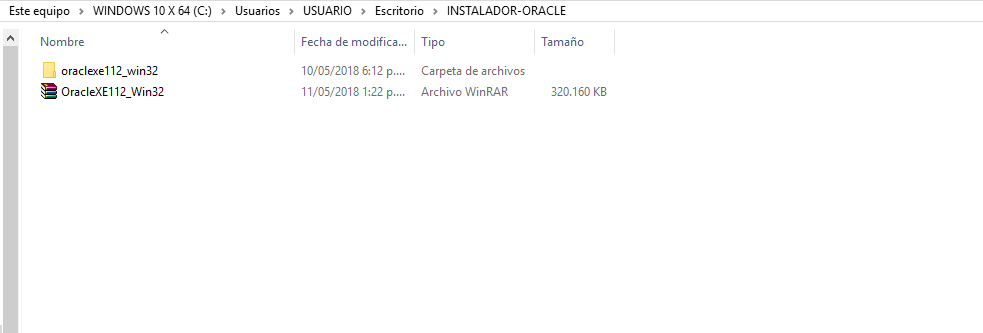 Este equipo > WINDOWS 10 X 64 (C:) > Usuarios > USUARIO > Escritorio > INSTALADOR-ORACLE
Nombre Fecha de modifica... Tipo Tamaño
oraclexe112_win32 10/05/2018 6:12 p.... Carpeta de archivos
OracleXE112_Win32 11/05/2018 1:22 p.... Archivo WinRAR 320.160 KB